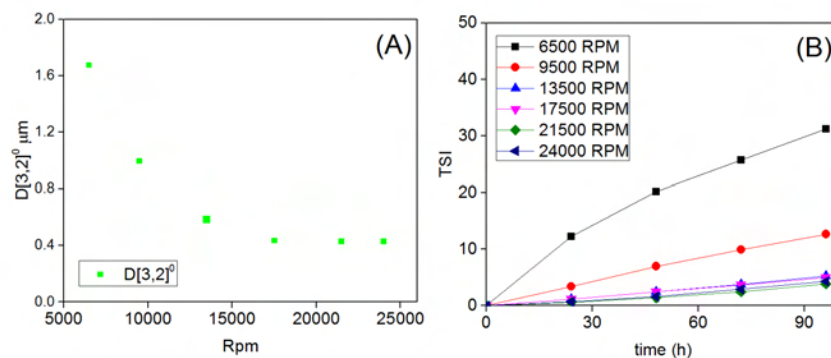 (A)
D[3,2]⁰ μm
2.0
1.6
1.2
0.8
0.4
0.0
D[3,2]⁰
5000 10000 15000 20000 25000
Rpm
(B)
TSI
50
40
30
20
10
0
6500 RPM
9500 RPM
13500 RPM
17500 RPM
21500 RPM
24000 RPM
0 30 60 90
time (h)